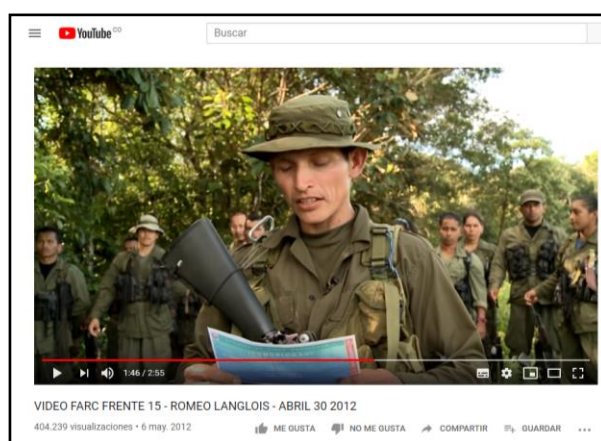 YouTube CO
Buscar
1:46 / 2:55
VIDEO FARC FRENTE 15 - ROMEO LANGLOIS - ABRIL 30 2012
404.239 visualizaciones • 6 may. 2012 ME GUSTA NO ME GUSTA COMPARTIR GUARDAR